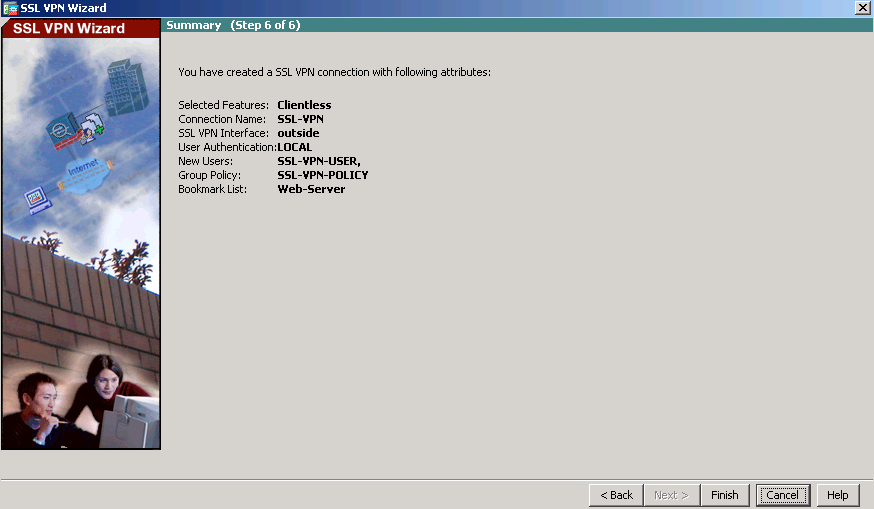 SSL VPN Wizard
SSL VPN Wizard
Summary (Step 6 of 6)
You have created a SSL VPN connection with following attributes:
Selected Features: Clientless
Connection Name: SSL-VPN
SSL VPN Interface: outside
User Authentication: LOCAL
New Users: SSL-VPN-USER,
Group Policy: SSL-VPN-POLICY
Bookmark List: Web-Server
Internet
< Back Next > Finish Cancel Help